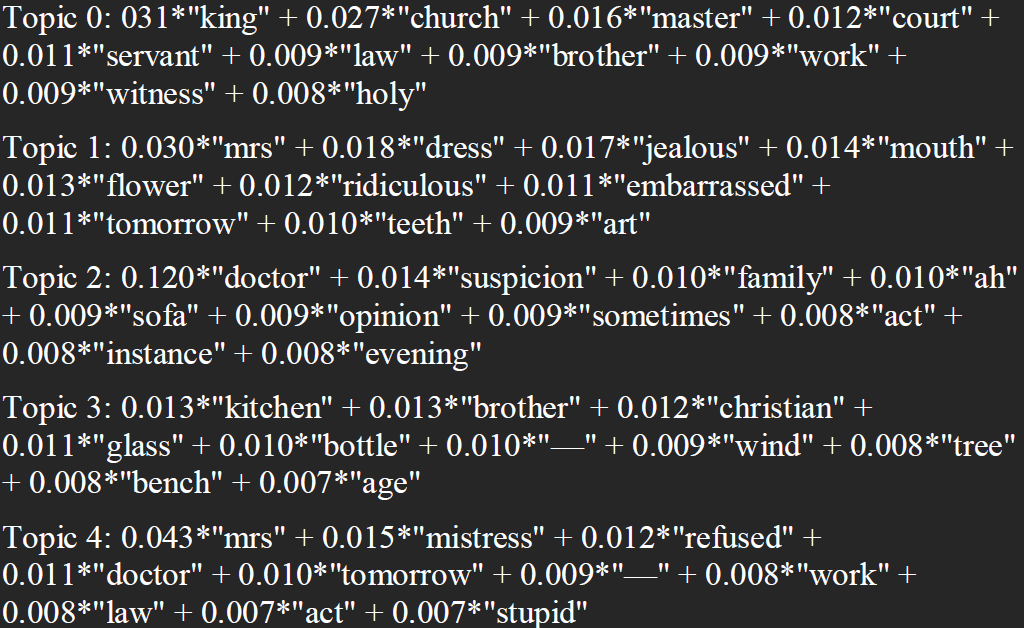 Topic 0: 031*"king" + 0.027*"church" + 0.016*"master" + 0.012*"court" +
0.011*"servant" + 0.009*"law" + 0.009*"brother" + 0.009*"work" +
0.009*"witness" + 0.008*"holy"
Topic 1: 0.030*"mrs" + 0.018*"dress" + 0.017*"jealous" + 0.014*"mouth" +
0.013*"flower" + 0.012*"ridiculous" + 0.011*"embarrassed" +
0.011*"tomorrow" + 0.010*"teeth" + 0.009*"art"
Topic 2: 0.120*"doctor" + 0.014*"suspicion" + 0.010*"family" + 0.010*"ah"
+ 0.009*"sofa" + 0.009*"opinion" + 0.009*"sometimes" + 0.008*"act" +
0.008*"instance" + 0.008*"evening"
Topic 3: 0.013*"kitchen" + 0.013*"brother" + 0.012*"christian" +
0.011*"glass" + 0.010*"bottle" + 0.010*"—" + 0.009*"wind" + 0.008*"tree"
+ 0.008*"bench" + 0.007*"age"
Topic 4: 0.043*"mrs" + 0.015*"mistress" + 0.012*"refused" +
0.011*"doctor" + 0.010*"tomorrow" + 0.009*"—" + 0.008*"work" +
0.008*"law" + 0.007*"act" + 0.007*"stupid"